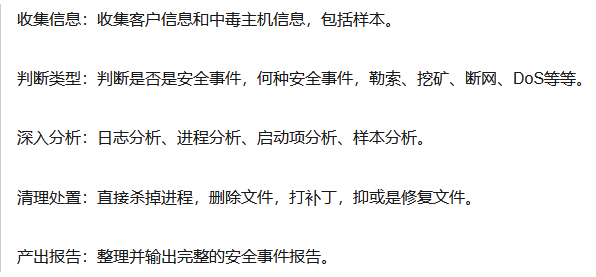 收集信息：收集客户信息和中毒主机信息，包括样本。
判断类型：判断是否是安全事件，何种安全事件，勒索、挖矿、断网、DoS等等。
深入分析：日志分析、进程分析、启动项分析、样本分析。
清理处置：直接杀掉进程，删除文件，打补丁，抑或是修复文件。
产出报告：整理并输出完整的安全事件报告。